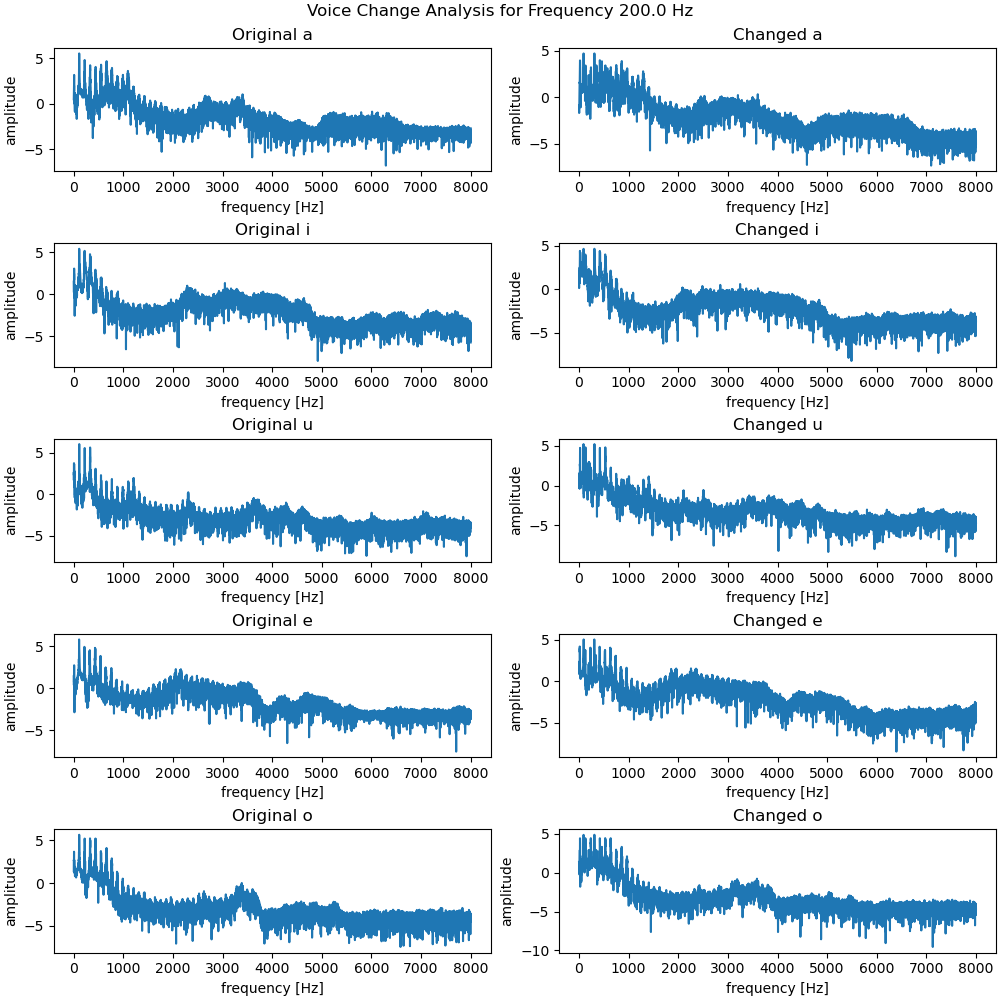 Voice Change Analysis for Frequency 200.0 Hz
Original a
Changed a
5
0
−5
amplitude
0 1000 2000 3000 4000 5000 6000 7000 8000
frequency [Hz]
5
0
−5
amplitude
0 1000 2000 3000 4000 5000 6000 7000 8000
frequency [Hz]
Original i
Changed i
5
0
−5
amplitude
0 1000 2000 3000 4000 5000 6000 7000 8000
frequency [Hz]
5
0
−5
amplitude
0 1000 2000 3000 4000 5000 6000 7000 8000
frequency [Hz]
Original u
Changed u
5
0
−5
amplitude
0 1000 2000 3000 4000 5000 6000 7000 8000
frequency [Hz]
5
0
−5
amplitude
0 1000 2000 3000 4000 5000 6000 7000 8000
frequency [Hz]
Original e
Changed e
5
0
−5
amplitude
0 1000 2000 3000 4000 5000 6000 7000 8000
frequency [Hz]
5
0
−5
amplitude
0 1000 2000 3000 4000 5000 6000 7000 8000
frequency [Hz]
Original o
Changed o
5
0
−5
amplitude
0 1000 2000 3000 4000 5000 6000 7000 8000
frequency [Hz]
5
0
−5
−10
amplitude
0 1000 2000 3000 4000 5000 6000 7000 8000
frequency [Hz]